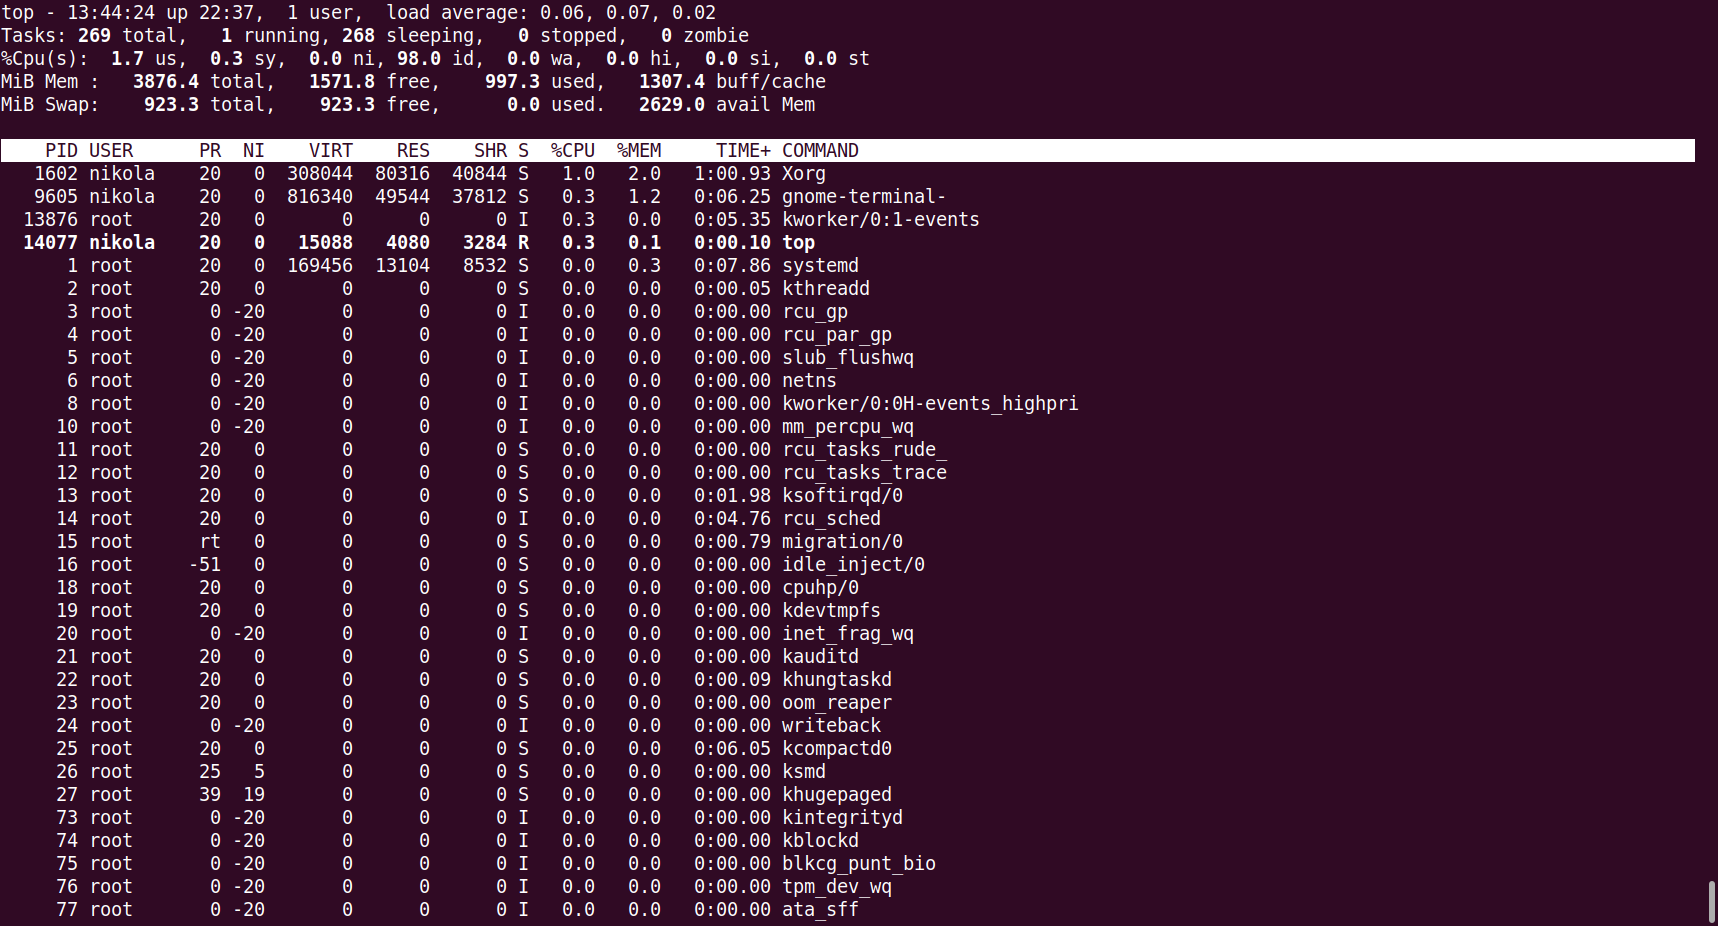 top - 13:44:24 up 22:37,  1 user,  load average: 0.06, 0.07, 0.02
Tasks: 269 total,   1 running, 268 sleeping,   0 stopped,   0 zombie
%Cpu(s):  1.7 us,  0.3 sy,  0.0 ni, 98.0 id,  0.0 wa,  0.0 hi,  0.0 si,  0.0 st
MiB Mem :   3876.4 total,   1571.8 free,    997.3 used,   1307.4 buff/cache
MiB Swap:    923.3 total,    923.3 free,      0.0 used.   2629.0 avail Mem
    PID USER      PR  NI    VIRT    RES    SHR S  %CPU  %MEM     TIME+ COMMAND
   1602 nikola    20   0  308044  80316  40844 S   1.0   2.0   1:00.93 Xorg
   9605 nikola    20   0  816340  49544  37812 S   0.3   1.2   0:06.25 gnome-terminal-
  13876 root      20   0       0      0      0 I   0.3   0.0   0:05.35 kworker/0:1-events
  14077 nikola    20   0   15088   4080   3284 R   0.3   0.1   0:00.10 top
      1 root      20   0  169456  13104   8532 S   0.0   0.3   0:07.86 systemd
      2 root      20   0       0      0      0 S   0.0   0.0   0:00.05 kthreadd
      3 root       0 -20       0      0      0 I   0.0   0.0   0:00.00 rcu_gp
      4 root       0 -20       0      0      0 I   0.0   0.0   0:00.00 rcu_par_gp
      5 root       0 -20       0      0      0 I   0.0   0.0   0:00.00 slub_flushwq
      6 root       0 -20       0      0      0 I   0.0   0.0   0:00.00 netns
      8 root       0 -20       0      0      0 I   0.0   0.0   0:00.00 kworker/0:0H-events_highpri
     10 root       0 -20       0      0      0 I   0.0   0.0   0:00.00 mm_percpu_wq
     11 root      20   0       0      0      0 S   0.0   0.0   0:00.00 rcu_tasks_rude_
     12 root      20   0       0      0      0 S   0.0   0.0   0:00.00 rcu_tasks_trace
     13 root      20   0       0      0      0 S   0.0   0.0   0:01.98 ksoftirqd/0
     14 root      20   0       0      0      0 I   0.0   0.0   0:04.76 rcu_sched
     15 root      rt   0       0      0      0 S   0.0   0.0   0:00.79 migration/0
     16 root     -51   0       0      0      0 S   0.0   0.0   0:00.00 idle_inject/0
     18 root      20   0       0      0      0 S   0.0   0.0   0:00.00 cpuhp/0
     19 root      20   0       0      0      0 S   0.0   0.0   0:00.00 kdevtmpfs
     20 root       0 -20       0      0      0 I   0.0   0.0   0:00.00 inet_frag_wq
     21 root      20   0       0      0      0 S   0.0   0.0   0:00.00 kauditd
     22 root      20   0       0      0      0 S   0.0   0.0   0:00.09 khungtaskd
     23 root      20   0       0      0      0 S   0.0   0.0   0:00.00 oom_reaper
     24 root       0 -20       0      0      0 I   0.0   0.0   0:00.00 writeback
     25 root      20   0       0      0      0 S   0.0   0.0   0:06.05 kcompactd0
     26 root      25   5       0      0      0 S   0.0   0.0   0:00.00 ksmd
     27 root      39  19       0      0      0 S   0.0   0.0   0:00.00 khugepaged
     73 root       0 -20       0      0      0 I   0.0   0.0   0:00.00 kintegrityd
     74 root       0 -20       0      0      0 I   0.0   0.0   0:00.00 kblockd
     75 root       0 -20       0      0      0 I   0.0   0.0   0:00.00 blkcg_punt_bio
     76 root       0 -20       0      0      0 I   0.0   0.0   0:00.00 tpm_dev_wq
     77 root       0 -20       0      0      0 I   0.0   0.0   0:00.00 ata_sff